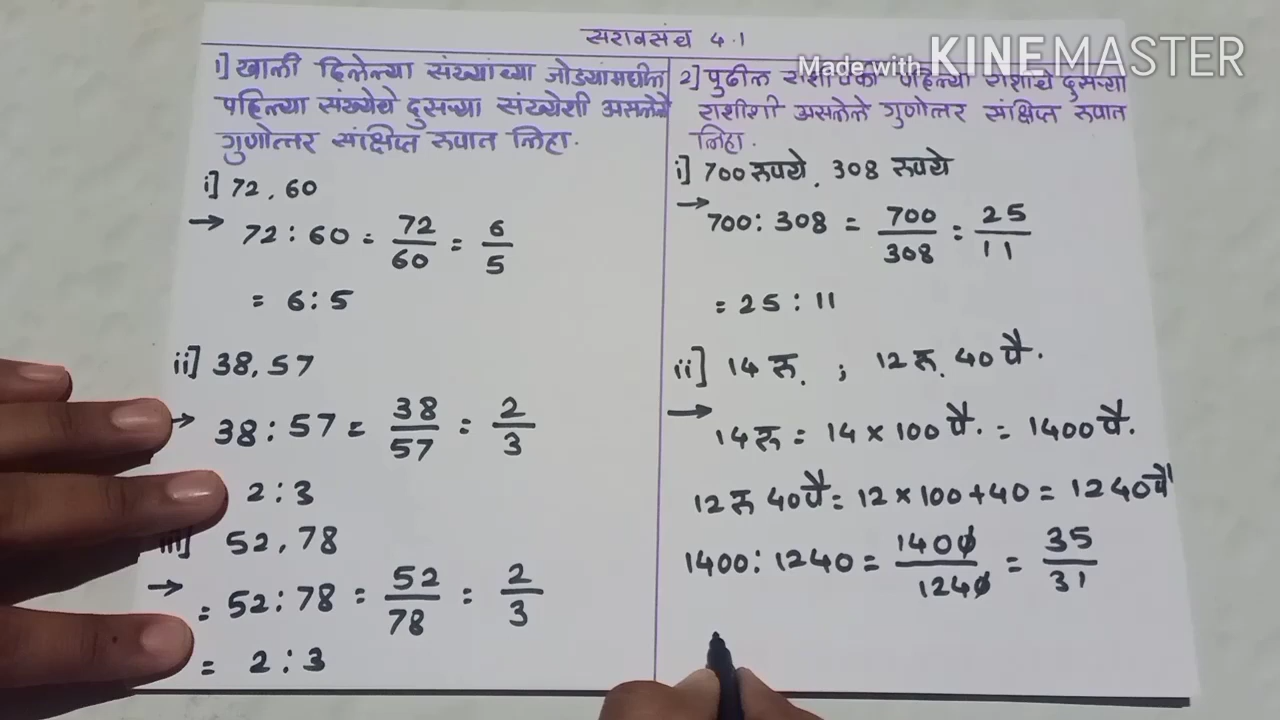 सरावसंच 4.1
Made with KINEMASTER
1] खाली दिलेल्या संख्यांच्या जोड्यांमधील
पहिल्या संख्येचे दुसऱ्या संख्येशी असलेले
गुणोत्तर संक्षिप्त रुपात लिहा.
i] 72, 60
→ 72 : 60 = 72/60 = 6/5
= 6 : 5
ii] 38, 57
→ 38 : 57 = 38/57 = 2/3
2 : 3
iii] 52, 78
→ = 52 : 78 = 52/78 = 2/3
= 2 : 3
2] पुढील पहिल्या राशीचे दुसऱ्या
राशीशी असलेले गुणोत्तर संक्षिप्त रुपात
लिहा.
i] 700 रुपये, 308 रुपये
→ 700 : 308 = 700/308 = 25/11
= 25 : 11
ii] 14 रू. ; 12 रू. 40 पै.
→ 14 रू = 14 × 100 पै. = 1400 पै.
12 रू 40 पै = 12 × 100 + 40 = 1240 पै
1400 : 1240 = 1400/1240 = 35/31